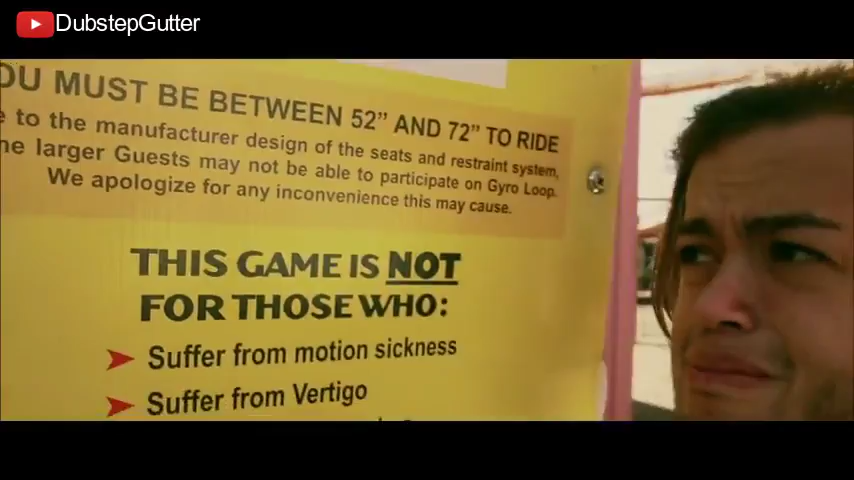 DubstepGutter
OU MUST BE BETWEEN 52” AND 72” TO RIDE
e to the manufacturer design of the seats and restraint system,
he larger Guests may not be able to participate on Gyro Loop.
We apologize for any inconvenience this may cause.
THIS GAME IS NOT
FOR THOSE WHO:
Suffer from motion sickness
Suffer from Vertigo